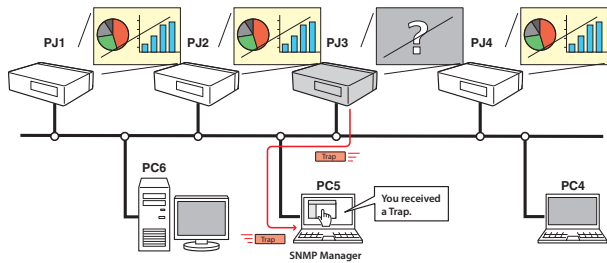 PJ1
PJ2
PJ3
PJ4
?
Trap
PC6
PC5
PC4
You received
a Trap.
Trap
SNMP Manager